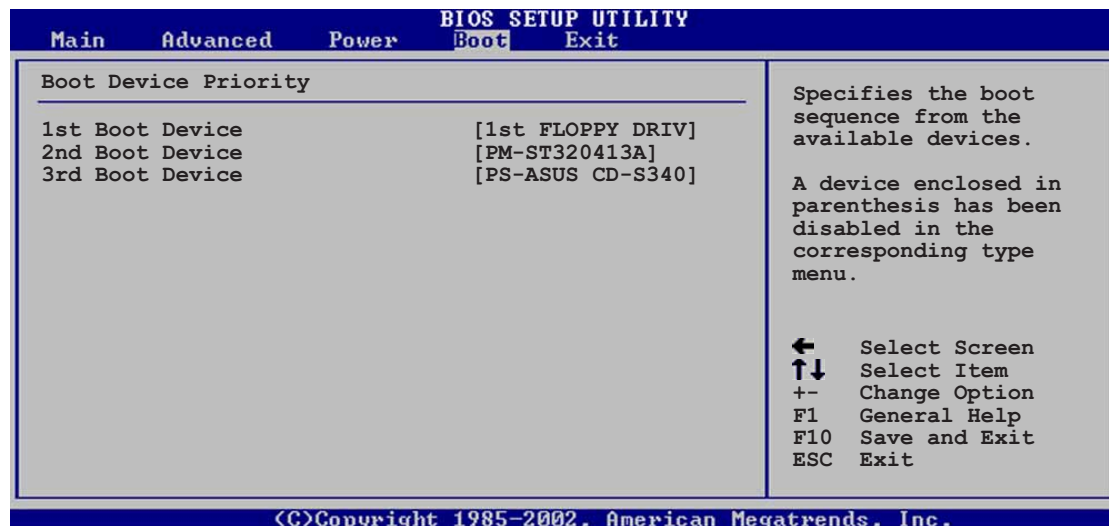 BIOS SETUP UTILITY
Main Advanced Power Boot Exit
Boot Device Priority
1st Boot Device [1st FLOPPY DRIV]
2nd Boot Device [PM-ST320413A]
3rd Boot Device [PS-ASUS CD-S340]
Specifies the boot
sequence from the
available devices.
A device enclosed in
parenthesis has been
disabled in the
corresponding type
menu.
← Select Screen
↑↓ Select Item
+- Change Option
F1 General Help
F10 Save and Exit
ESC Exit
(C)Copyright 1985-2002, American Megatrends, Inc.